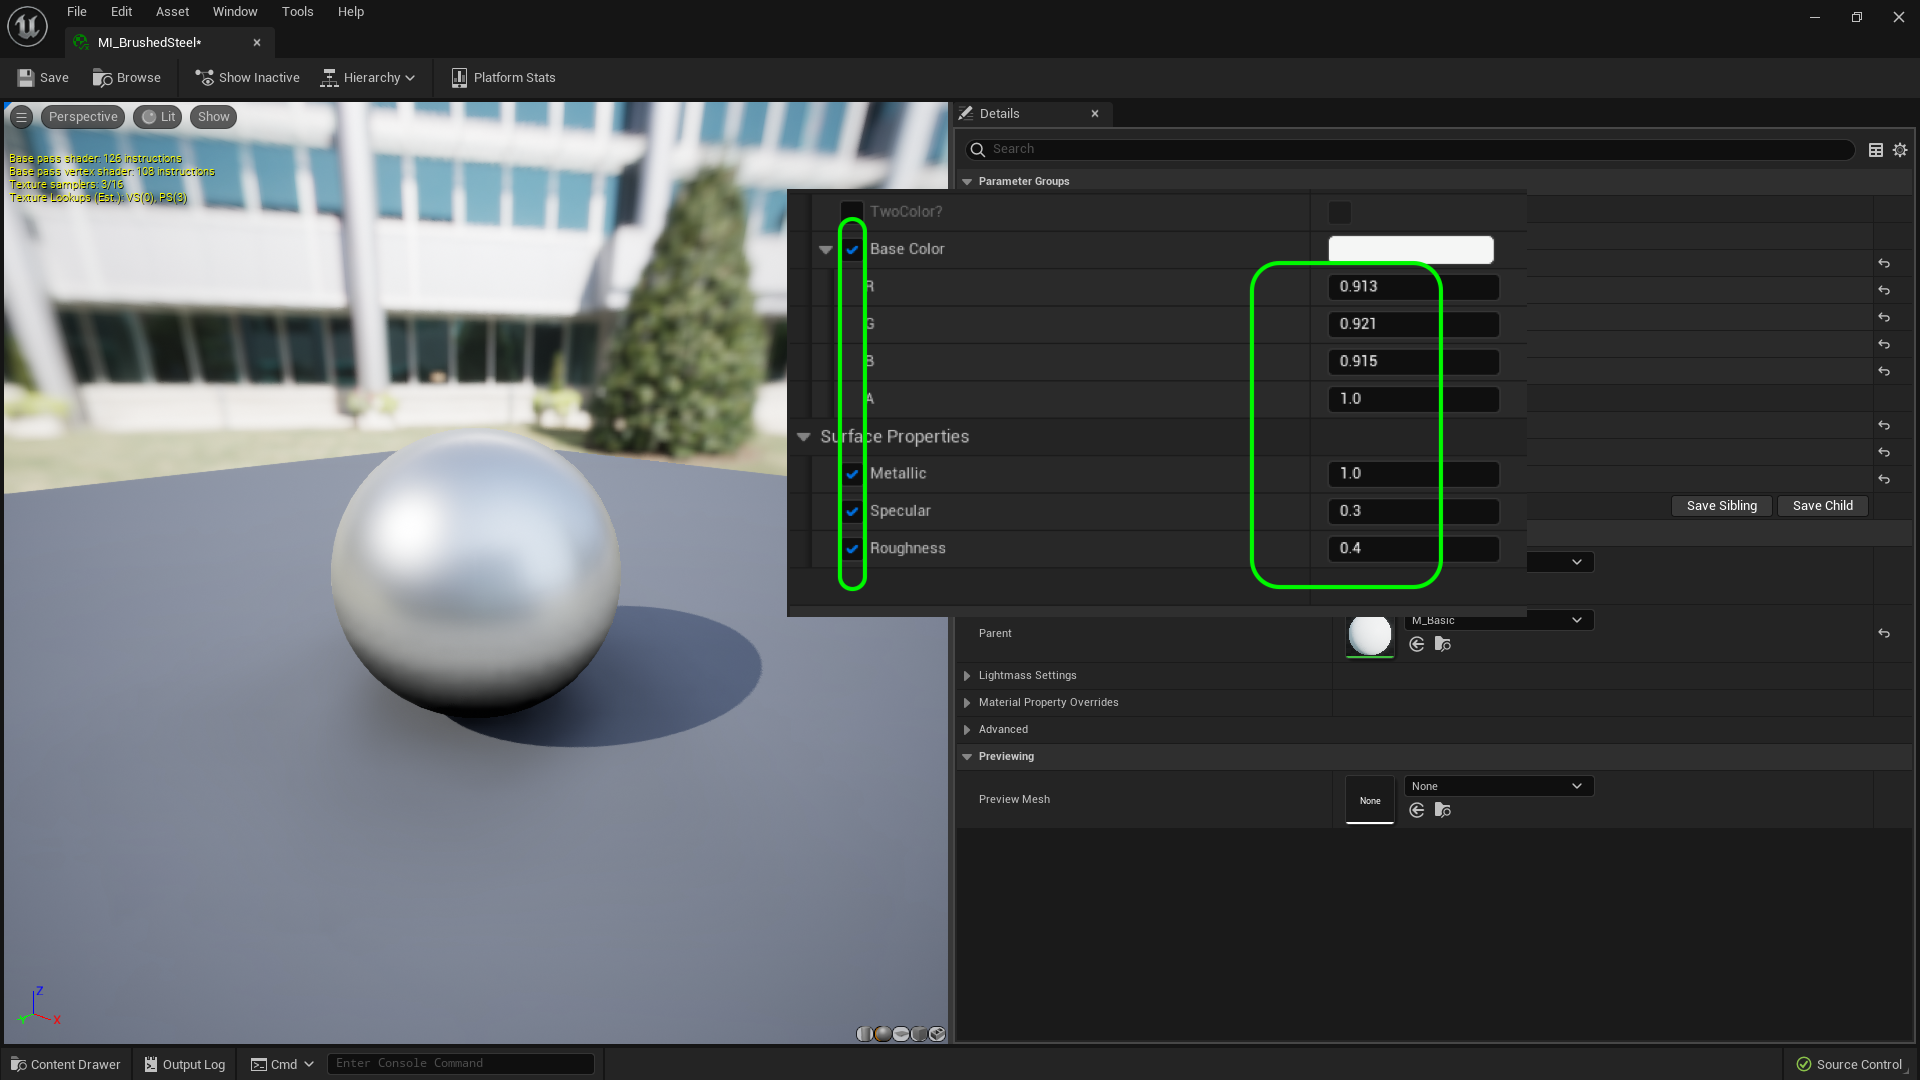 File Edit Asset Window Tools Help
MI_BrushedSteel*
Save Browse Show Inactive Hierarchy Platform Stats
Perspective Lit Show
Base pass shader: 126 instructions
Base pass vertex shader: 108 instructions
Texture samplers: 3/16
Texture Lookups (Est.): VS(0), PS(3)
Details
Search
Parameter Groups
TwoColor?
Base Color
R 0.913
G 0.921
B 0.915
A 1.0
Surface Properties
Metallic 1.0
Specular 0.3
Roughness 0.4
Save Sibling Save Child
Parent M_Basic
Lightmass Settings
Material Property Overrides
Advanced
Previewing
Preview Mesh None None
Z
Y X
Content Drawer Output Log Cmd Enter Console Command Source Control